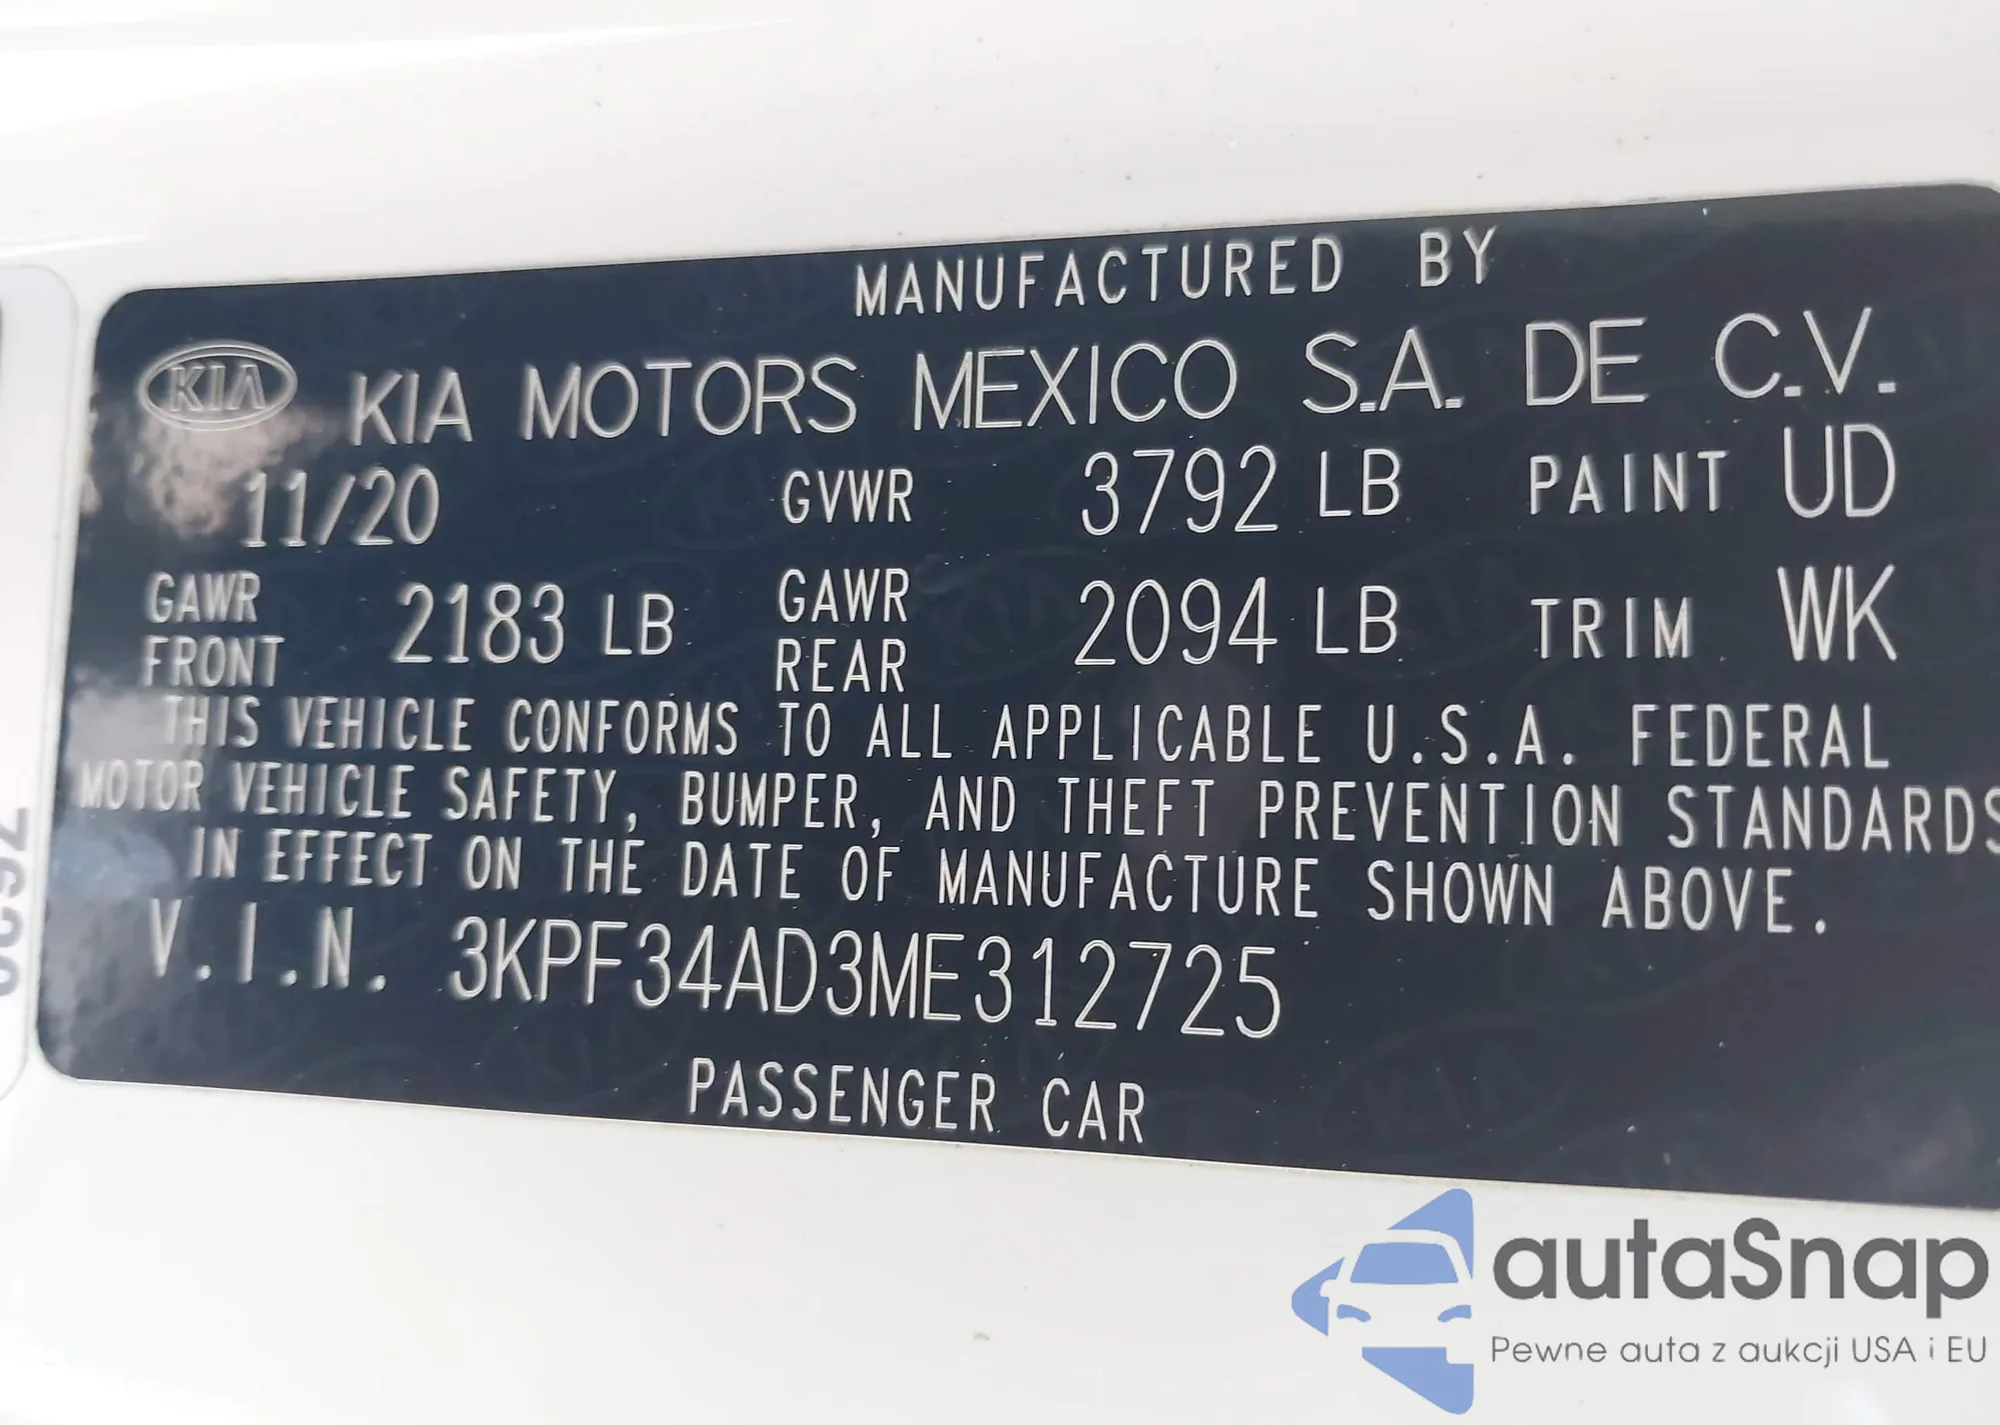 MANUFACTURED BY
KIA KIA MOTORS MEXICO S.A. DE C.V.
11/20 GVWR 3792 LB PAINT UD
GAWR FRONT 2183 LB GAWR REAR 2094 LB TRIM WK
THIS VEHICLE CONFORMS TO ALL APPLICABLE U.S.A. FEDERAL
MOTOR VEHICLE SAFETY, BUMPER, AND THEFT PREVENTION STANDARDS
IN EFFECT ON THE DATE OF MANUFACTURE SHOWN ABOVE.
V.I.N. 3KPF34AD3ME312725
PASSENGER CAR
autaSnap
Pewne auta z aukcji USA i EU